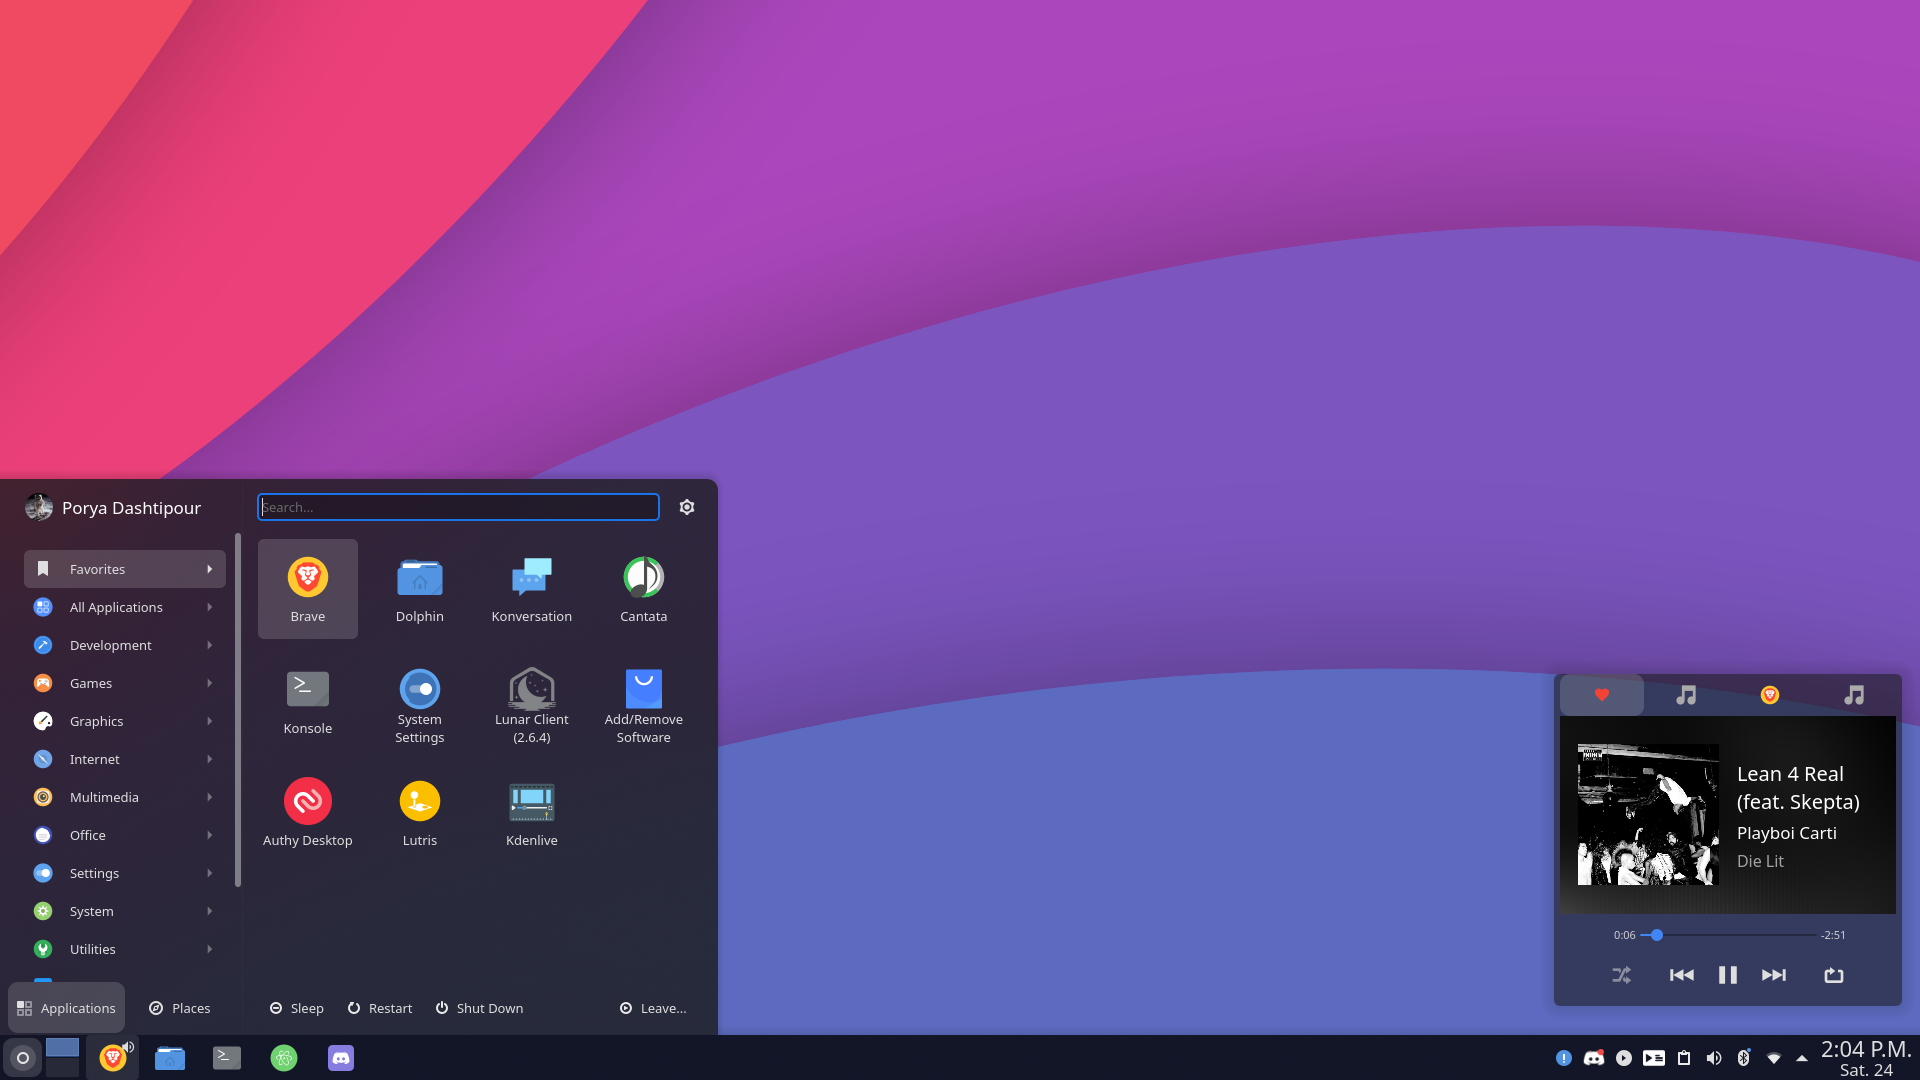 Porya Dashtipour
Search...
Favorites
All Applications
Development
Games
Graphics
Internet
Multimedia
Office
Settings
System
Utilities
Brave
Dolphin
Konversation
Cantata
Konsole
System
Settings
Lunar Client
(2.6.4)
Add/Remove
Software
Authy Desktop
Lutris
Kdenlive
Applications
Places
Sleep
Restart
Shut Down
Leave...
Lean 4 Real
(feat. Skepta)
Playboi Carti
Die Lit
0:06
-2:51
2:04 P.M.
Sat. 24